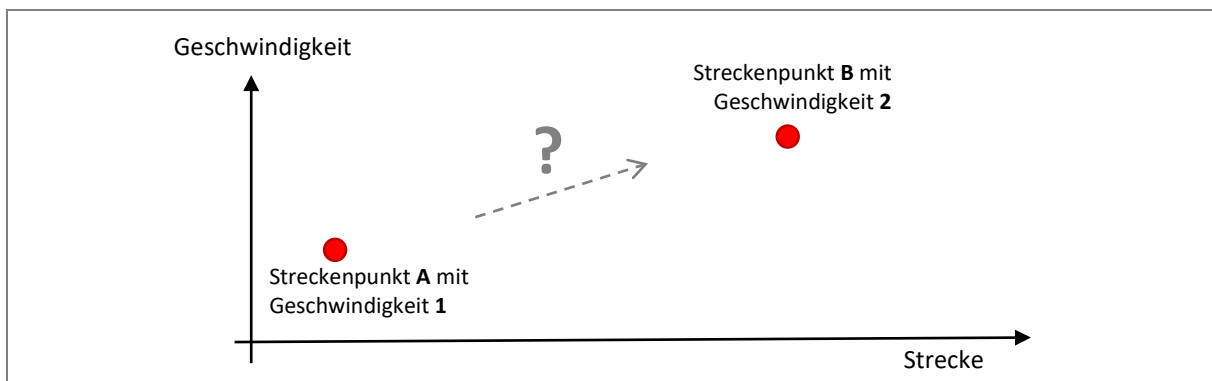 Geschwindigkeit
Streckenpunkt B mit
Geschwindigkeit 2
?
Streckenpunkt A mit
Geschwindigkeit 1
Strecke